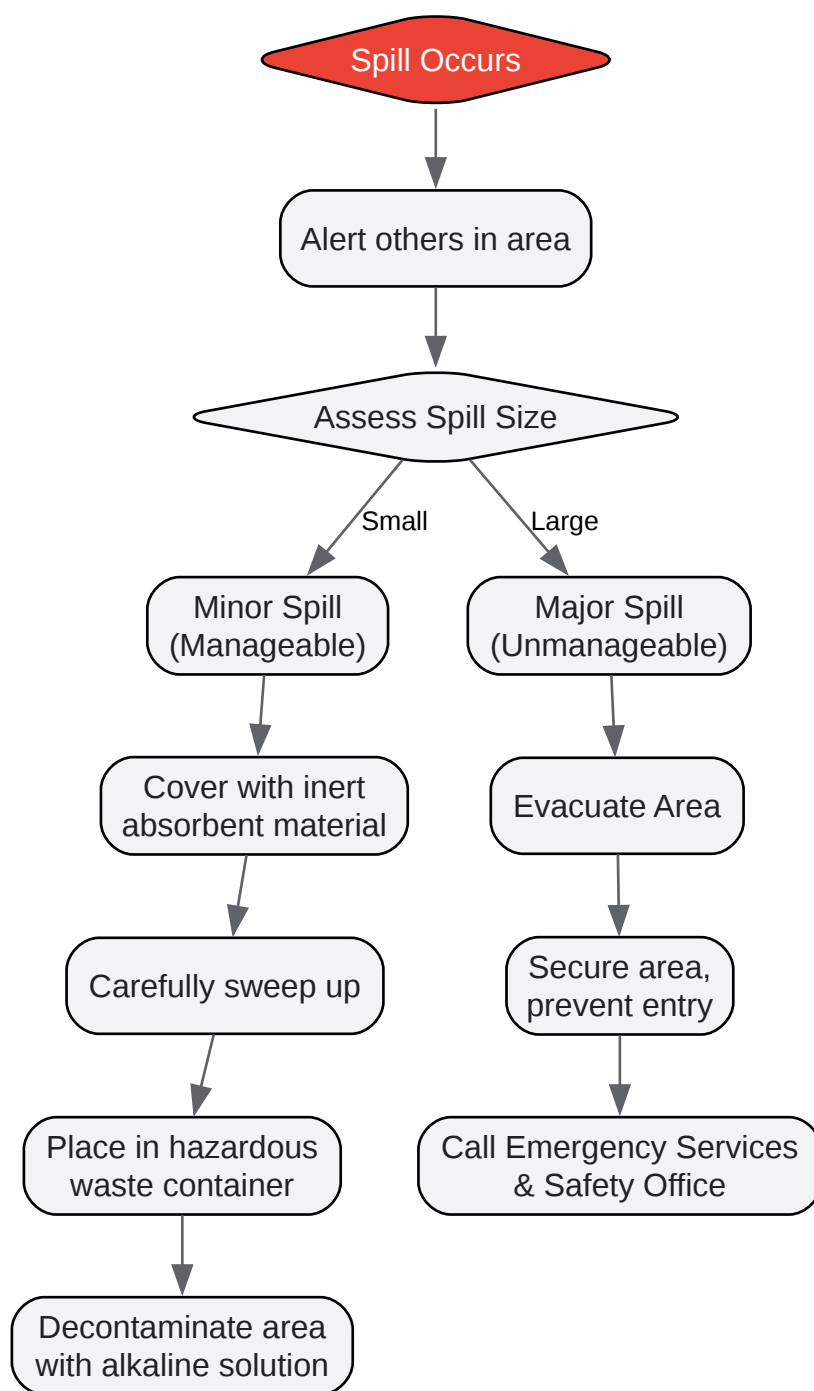 Spill Occurs
Alert others in area
Assess Spill Size
Small
Large
Minor Spill
(Manageable)
Major Spill
(Unmanageable)
Cover with inert
absorbent material
Evacuate Area
Carefully sweep up
Secure area,
prevent entry
Place in hazardous
waste container
Call Emergency Services
& Safety Office
Decontaminate area
with alkaline solution